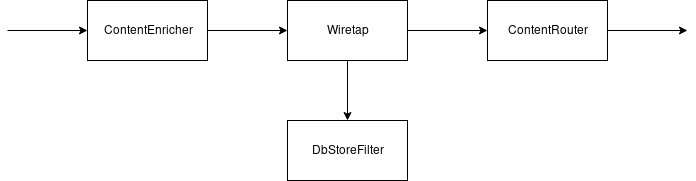 ContentEnricher
Wiretap
ContentRouter
DbStoreFilter